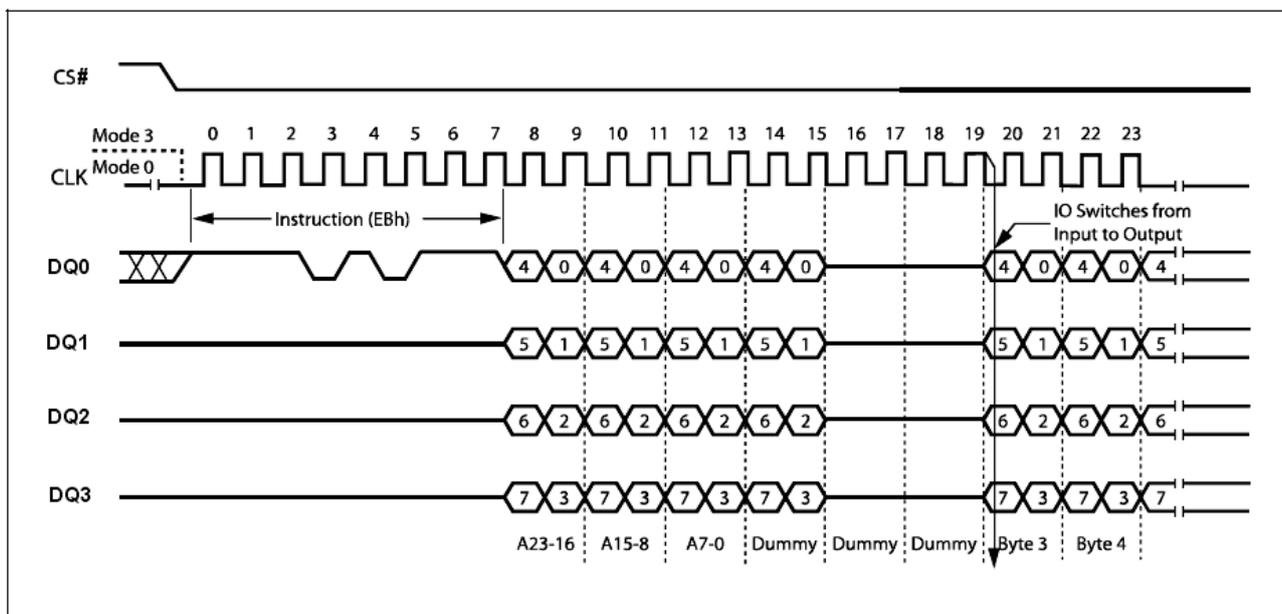 CS#
Mode 3
Mode 0
CLK
0 1 2 3 4 5 6 7 8 9 10 11 12 13 14 15 16 17 18 19 20 21 22 23
Instruction (EBh)
IO Switches from
Input to Output
DQ0
4 0 4 0 4 0 4 0 4 0 4 0 4
DQ1
5 1 5 1 5 1 5 1 5 1 5 1 5
DQ2
6 2 6 2 6 2 6 2 6 2 6 2 6
DQ3
7 3 7 3 7 3 7 3 7 3 7 3 7
A23-16 A15-8 A7-0 Dummy Dummy Dummy Byte 3 Byte 4